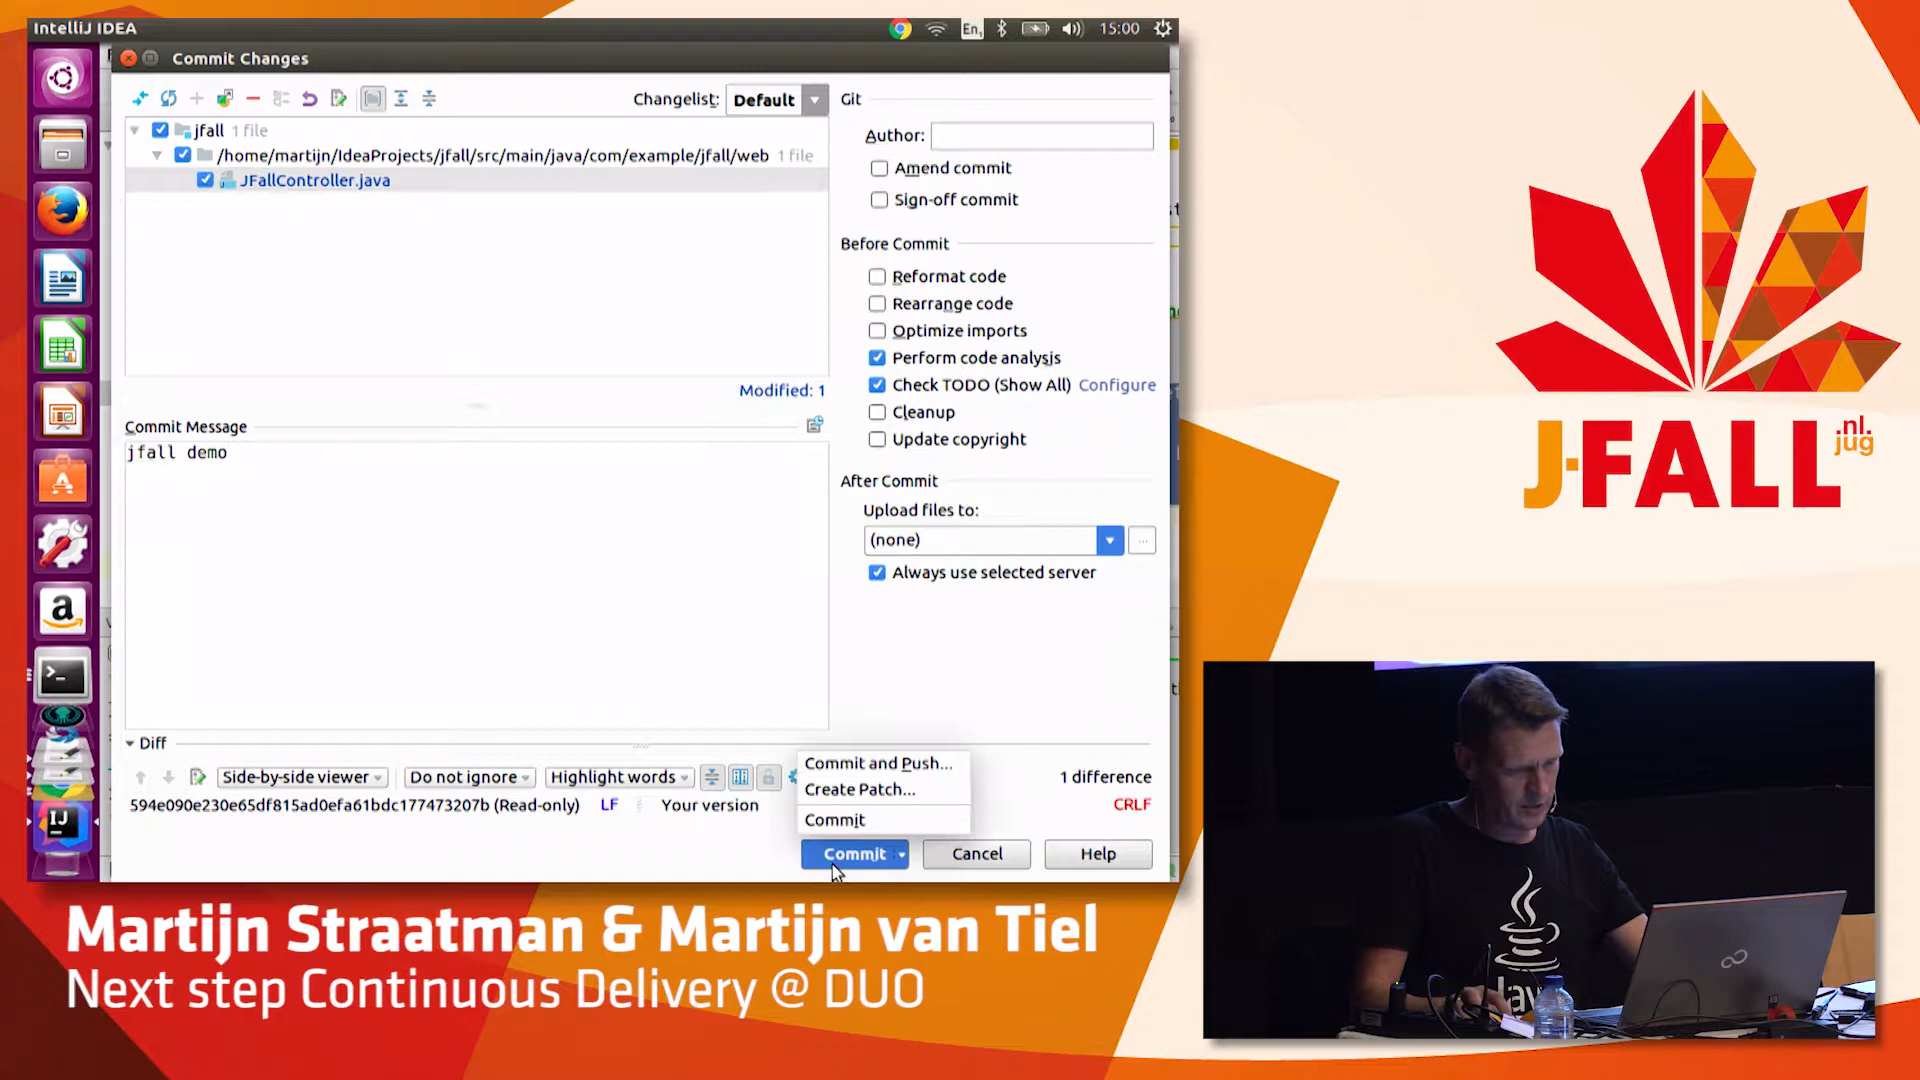 IntelliJ IDEA
En1
15:00
Commit Changes
Changelist: Default
jfall 1 file
/home/martijn/IdeaProjects/jfall/src/main/java/com/example/jfall/web 1 file
JFallController.java
Modified: 1
Commit Message
jfall demo
Git
Author:
Amend commit
Sign-off commit
Before Commit
Reformat code
Rearrange code
Optimize imports
Perform code analysis
Check TODO (Show All) Configure
Cleanup
Update copyright
After Commit
Upload files to:
(none)
...
Always use selected server
Diff
Side-by-side viewer
Do not ignore
Highlight words
1 difference
594e090e230e65df815ad0efa61bdc177473207b (Read-only) LF Your version CRLF
Commit and Push...
Create Patch...
Commit
Commit
Cancel
Help
a
>_
IJ
J-FALL
.nl.
jug
Java
Martijn Straatman & Martijn van Tiel
Next step Continuous Delivery @ DUO